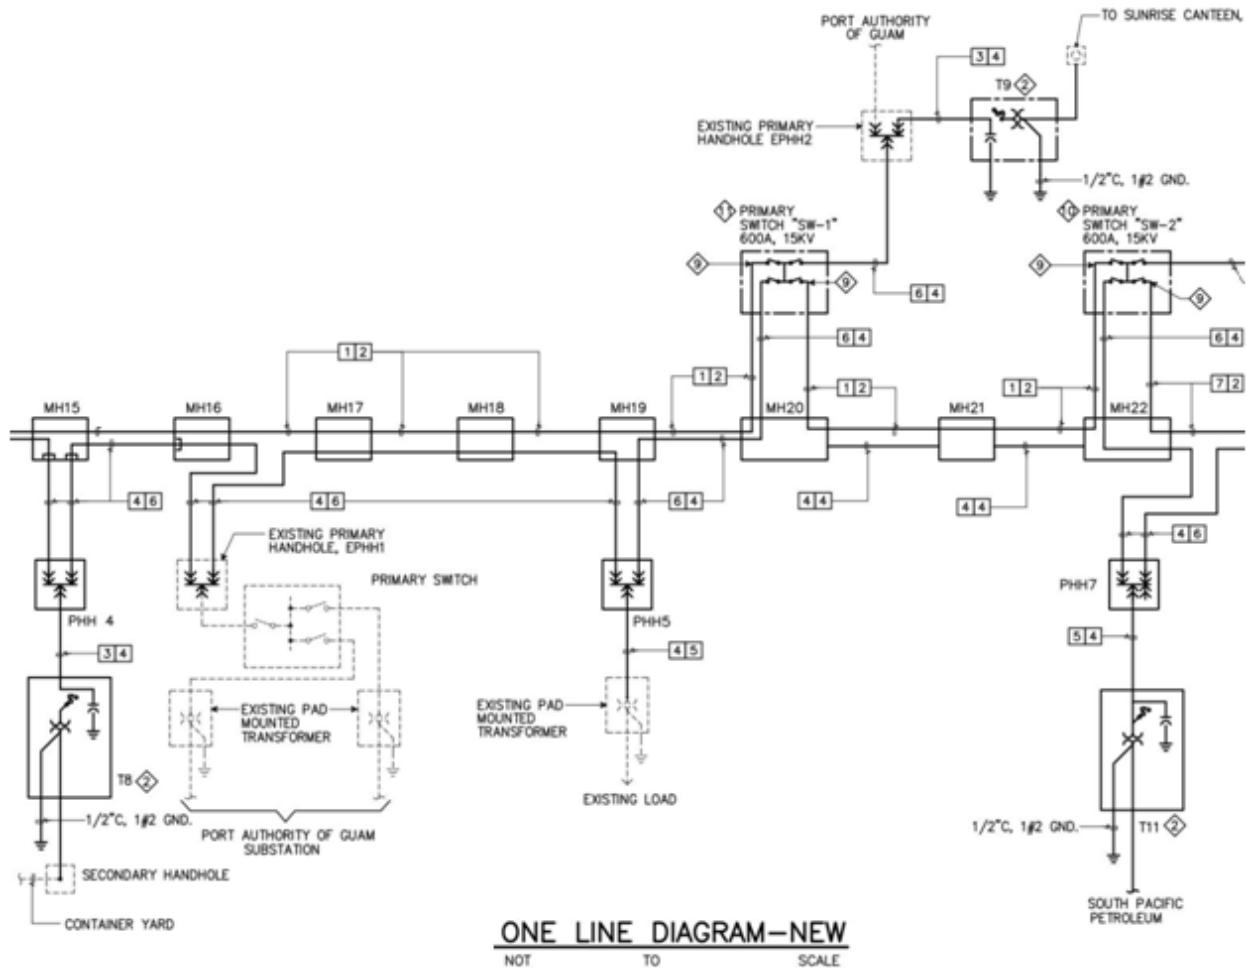 PORT AUTHORITY
OF GUAM
TO SUNRISE CANTEEN,
3 4
T9 2
EXISTING PRIMARY
HANDHOLE EPHH2
1/2"C, 1#2 GND.
11 PRIMARY
SWITCH "SW-1"
600A, 15KV
10 PRIMARY
SWITCH "SW-2"
600A, 15KV
9
9
6 4
9
9
1 2
6 4
6 4
1 2
1 2
1 2
7 2
MH15
MH16
MH17
MH18
MH19
MH20
MH21
MH22
4 6
4 6
6 4
4 4
4 4
4 6
EXISTING PRIMARY
HANDHOLE, EPHH1
PRIMARY SWITCH
PHH 4
PHH5
PHH7
3 4
4 5
5 4
EXISTING PAD
MOUNTED
TRANSFORMER
EXISTING PAD
MOUNTED
TRANSFORMER
T8 2
EXISTING LOAD
1/2"C, 1#2 GND.
PORT AUTHORITY OF GUAM
SUBSTATION
1/2"C, 1#2 GND.
T11 2
SECONDARY HANDHOLE
CONTAINER YARD
SOUTH PACIFIC
PETROLEUM
ONE LINE DIAGRAM-NEW
NOT TO SCALE